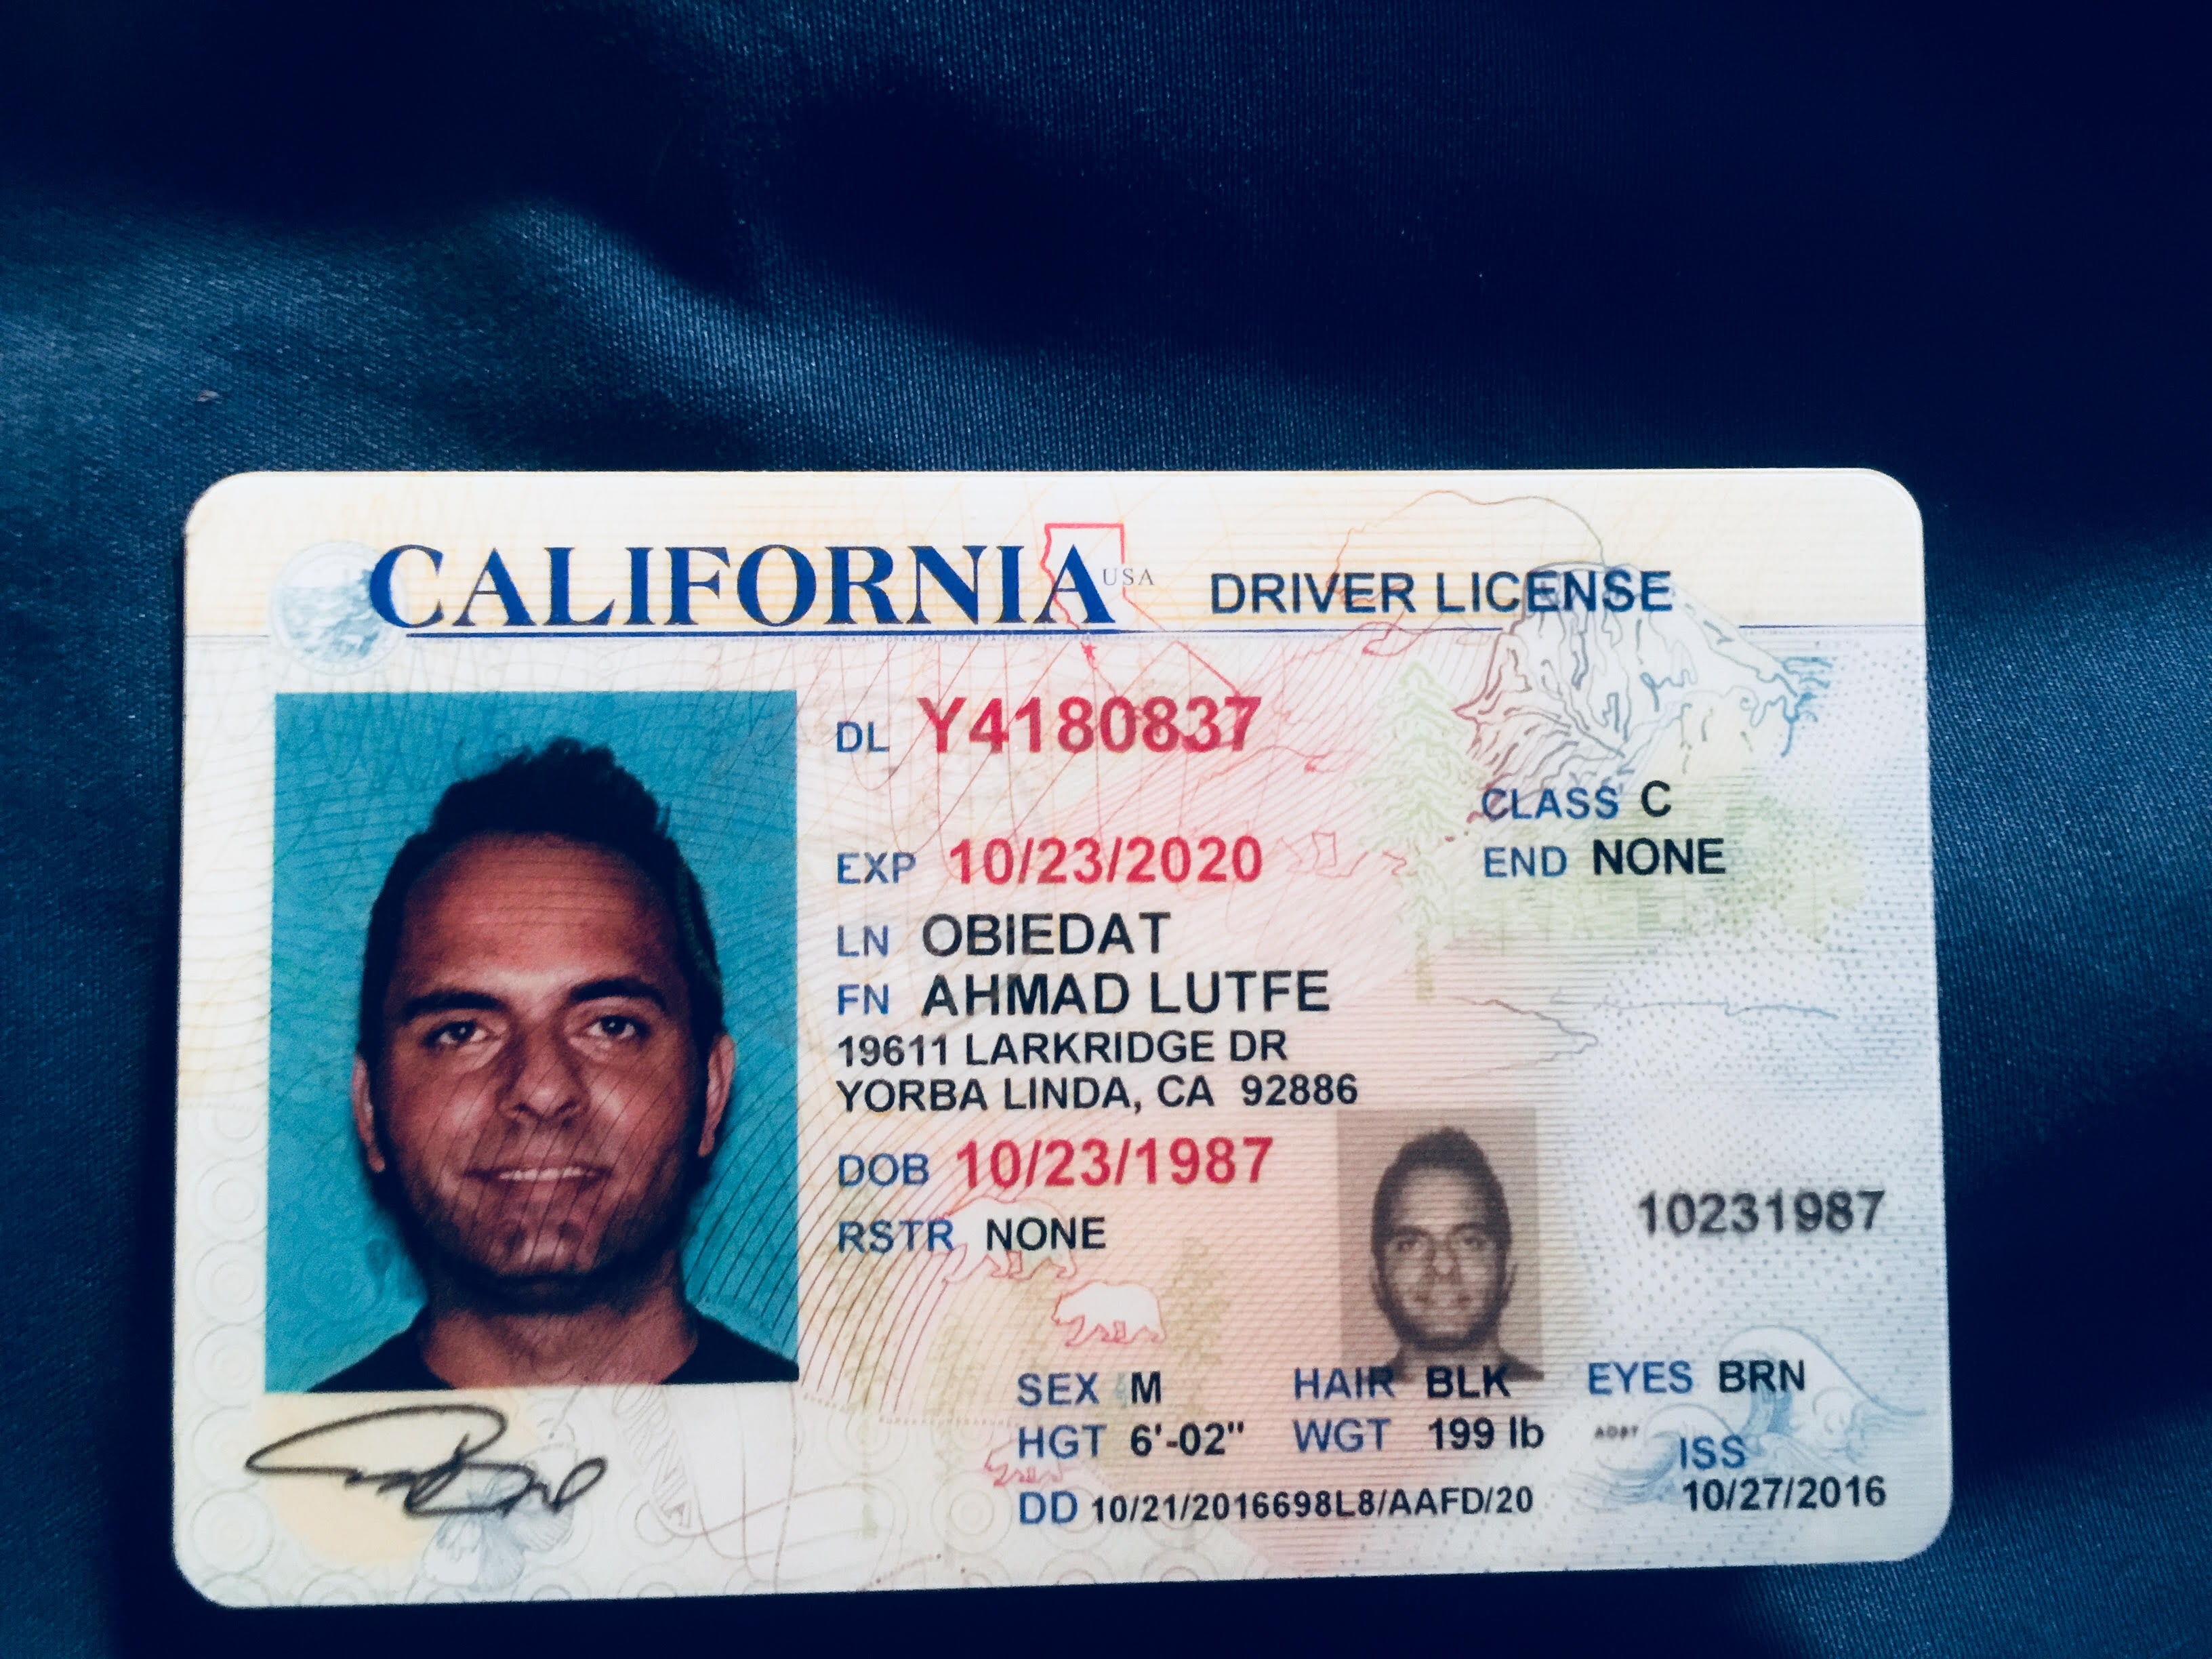 CALIFORNIA USA DRIVER LICENSE
DL Y4180837
CLASS C
EXP 10/23/2020
END NONE
LN OBIEDAT
FN AHMAD LUTFE
19611 LARKRIDGE DR
YORBA LINDA, CA 92886
DOB 10/23/1987
RSTR NONE
10231987
SEX M HAIR BLK EYES BRN
HGT 6'-02" WGT 199 lb
ISS
DD 10/21/2016698L8/AAFD/20
10/27/2016